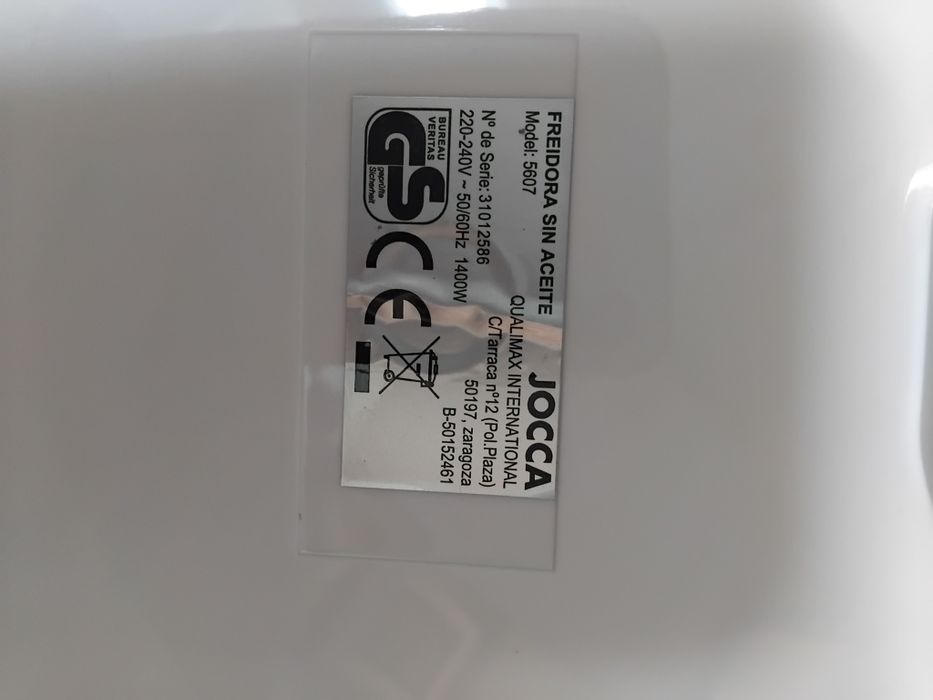 FREIDORA SIN ACEITE
Model: 5607
Nº de Serie: 31012586
220-240V ~ 50/60Hz 1400W
JOCCA
QUALIMAX INTERNATIONAL
C/Tarraca nº12 (Pol.Plaza)
50197, zaragoza
B-50152461
BUREAU
VERITAS
GS
geprüfte
Sicherheit
CE